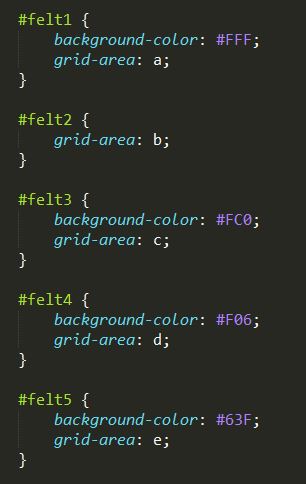 #felt1 {
background-color: #FFF;
grid-area: a;
}
#felt2 {
grid-area: b;
}
#felt3 {
background-color: #FC0;
grid-area: c;
}
#felt4 {
background-color: #F06;
grid-area: d;
}
#felt5 {
background-color: #63F;
grid-area: e;
}